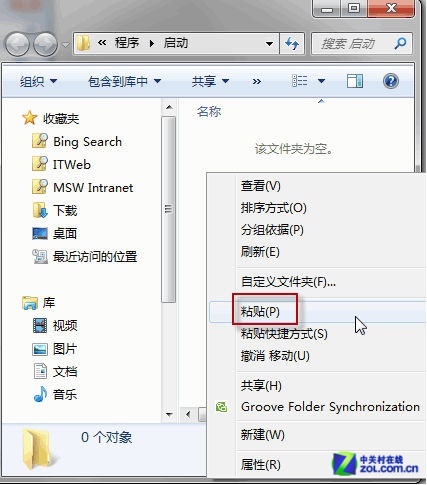 « 程序 ▸ 启动
搜索 启动
组织 包含到库中 共享 »
收藏夹
Bing Search
ITWeb
MSW Intranet
下载
桌面
最近访问的位置
库
视频
图片
文档
音乐
名称
该文件夹为空。
查看(V)
排序方式(O)
分组依据(P)
刷新(E)
自定义文件夹(F)...
粘贴(P)
粘贴快捷方式(S)
撤消 移动(U)
共享(H)
Groove Folder Synchronization
新建(W)
属性(R)
0 个对象
中关村在线
ZOL.COM.CN